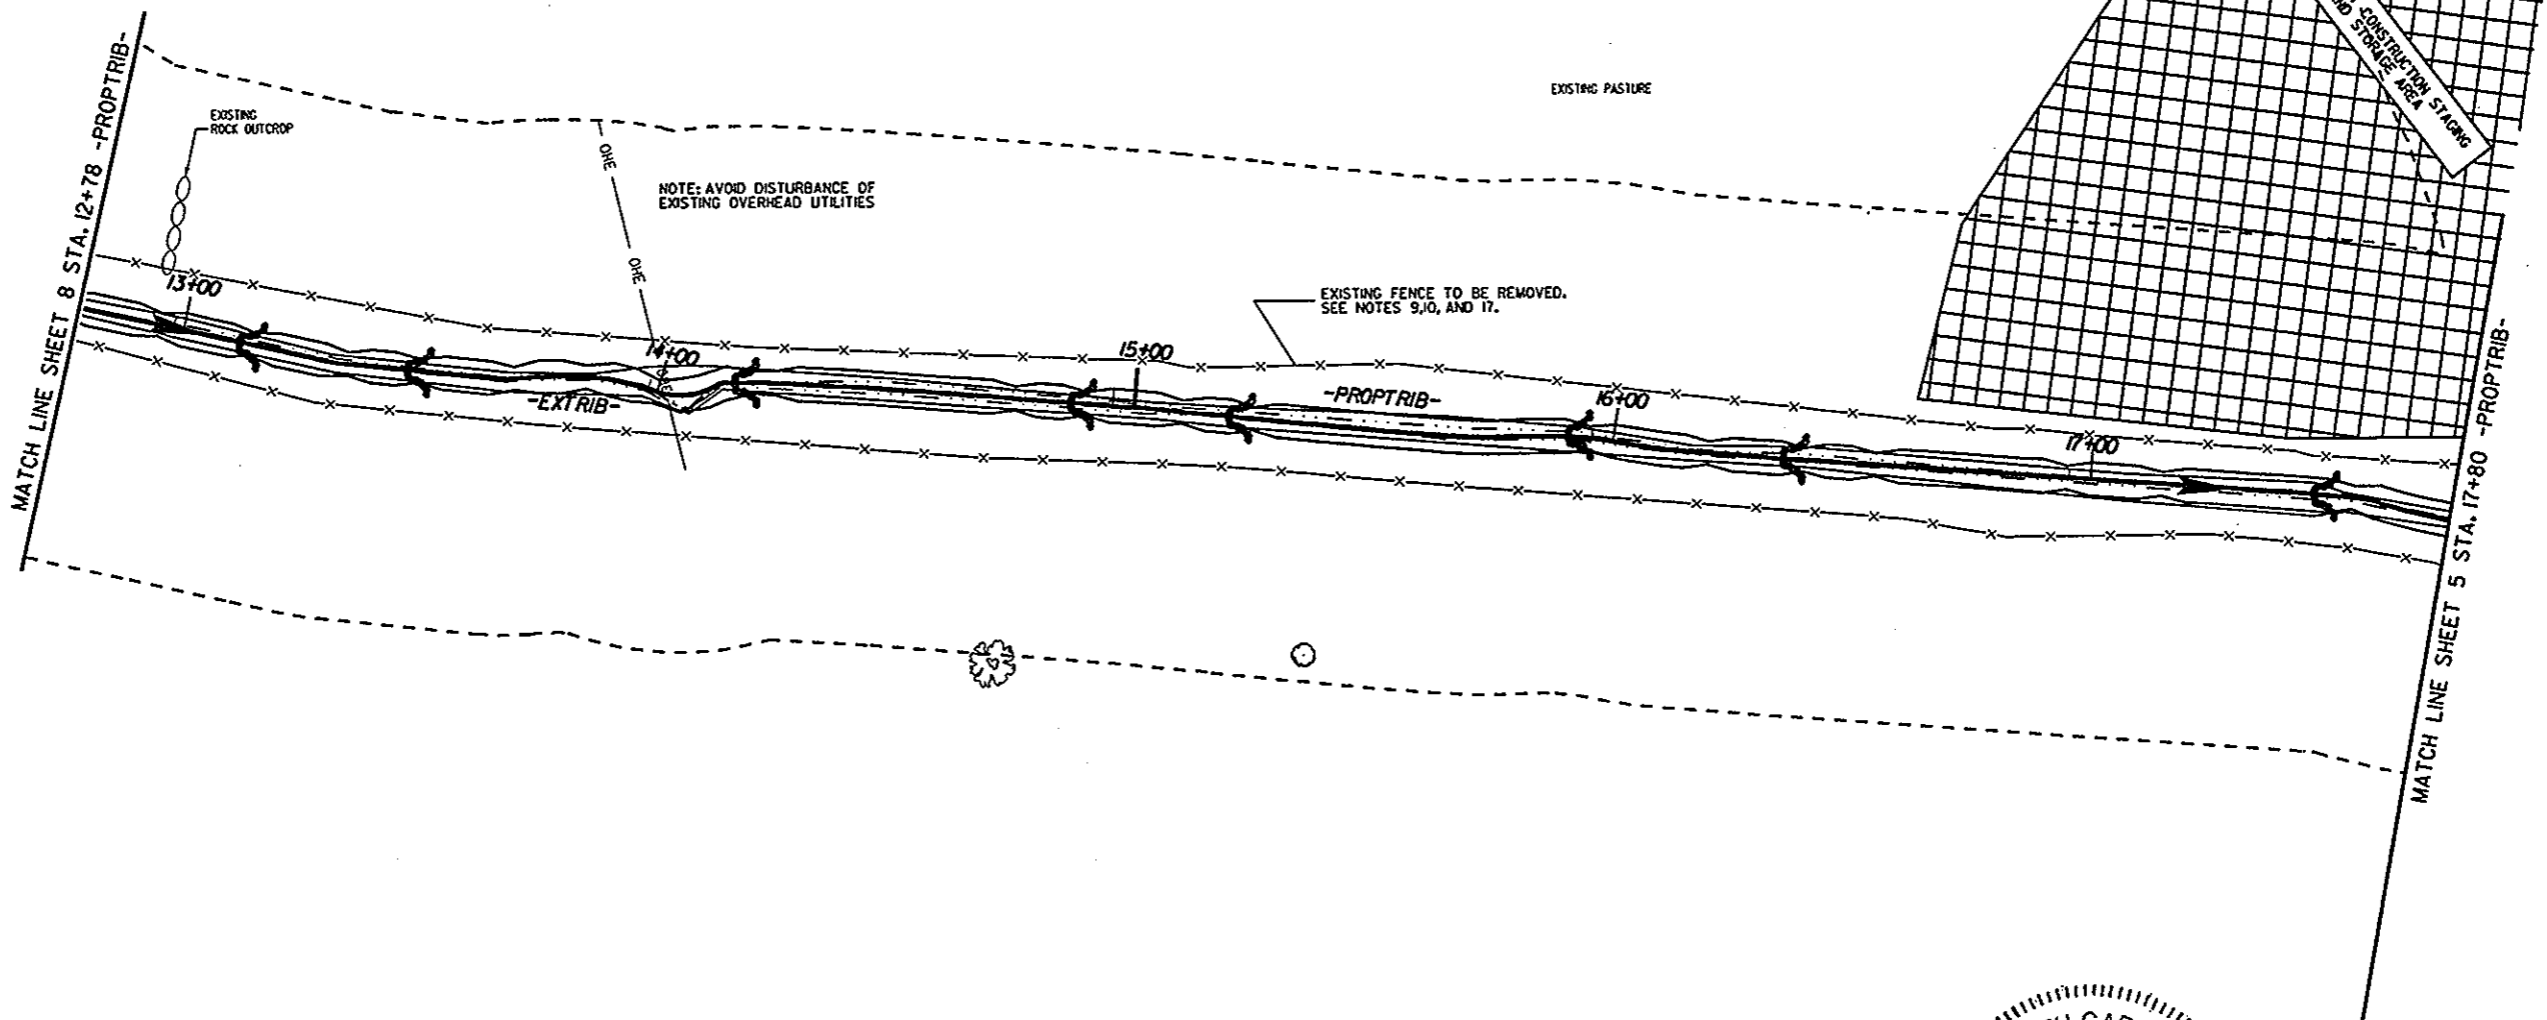 MATCH LINE SHEET 8 STA. 12+78 -PROPTRIB-
EXISTING
ROCK OUTCROP
13+00
OHE
OHE
OHE
NOTE: AVOID DISTURBANCE OF
EXISTING OVERHEAD UTILITIES
14+00
-EXTRIB-
15+00
EXISTING FENCE TO BE REMOVED.
SEE NOTES 9,10, AND 17.
-PROPTRIB-
16+00
17+00
EXISTING PASTURE
CONSTRUCTION STAGING
STORAGE AREA
MATCH LINE SHEET 5 STA. 17+80 -PROPTRIB-